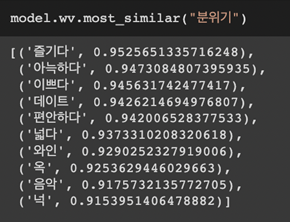 model.wv.most_similar("분위기")
[('즐기다', 0.9525651335716248),
('아늑하다', 0.9473084807395935),
('이쁘다', 0.945631742477417),
('데이트', 0.9426214694976807),
('편안하다', 0.942006528377533),
('넓다', 0.9373310208320618),
('와인', 0.9290252327919006),
('옥', 0.9253629446029663),
('음악', 0.9175732135772705),
('넉', 0.9153951406478882)]